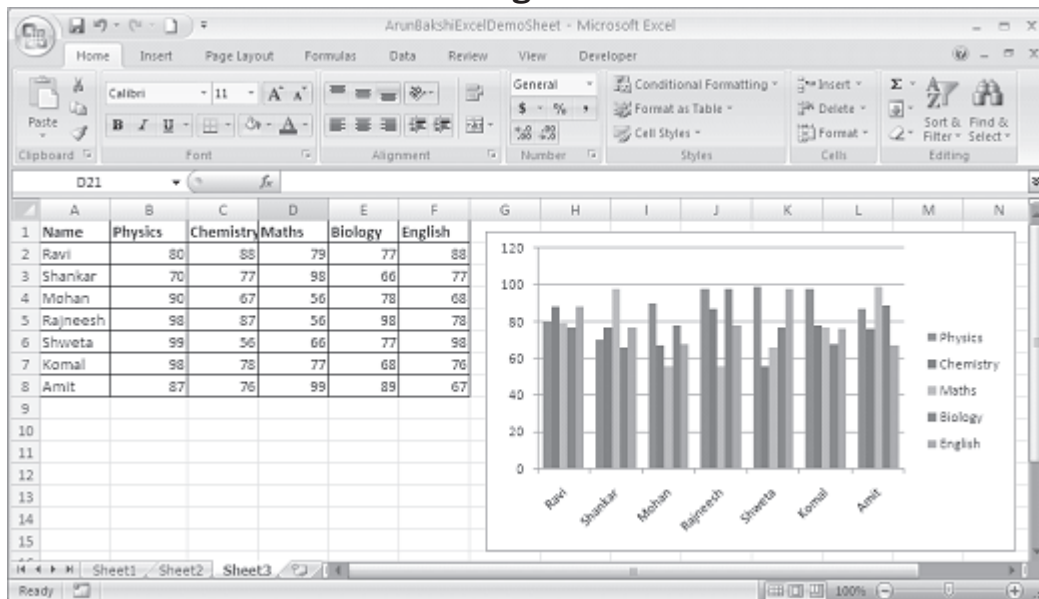 ArunBakshiExcelDemoSheet - Microsoft Excel
Home Insert Page Layout Formulas Data Review View Developer
Paste
Calibri 11
B I U
A A
A
General
$ % ,
Conditional Formatting
Format as Table
Cell Styles
Insert
Delete
Format
Σ
Sort & Filter
Find & Select
Clipboard Font Alignment Number Styles Cells Editing
D21 fx
A B C D E F G H I J K L M N
1 Name Physics Chemistry Maths Biology English
2 Ravi 80 88 79 77 88
3 Shankar 70 77 98 66 77
4 Mohan 90 67 56 78 68
5 Rajneesh 98 87 56 98 78
6 Shweta 99 56 66 77 98
7 Komal 98 78 77 68 76
8 Amit 87 76 99 89 67
9
10
11
12
13
14
15
120
100
80
60
40
20
0
Ravi Shankar Mohan Rajneesh Shweta Komal Amit
Physics
Chemistry
Maths
Biology
English
Sheet1 Sheet2 Sheet3
Ready 100%